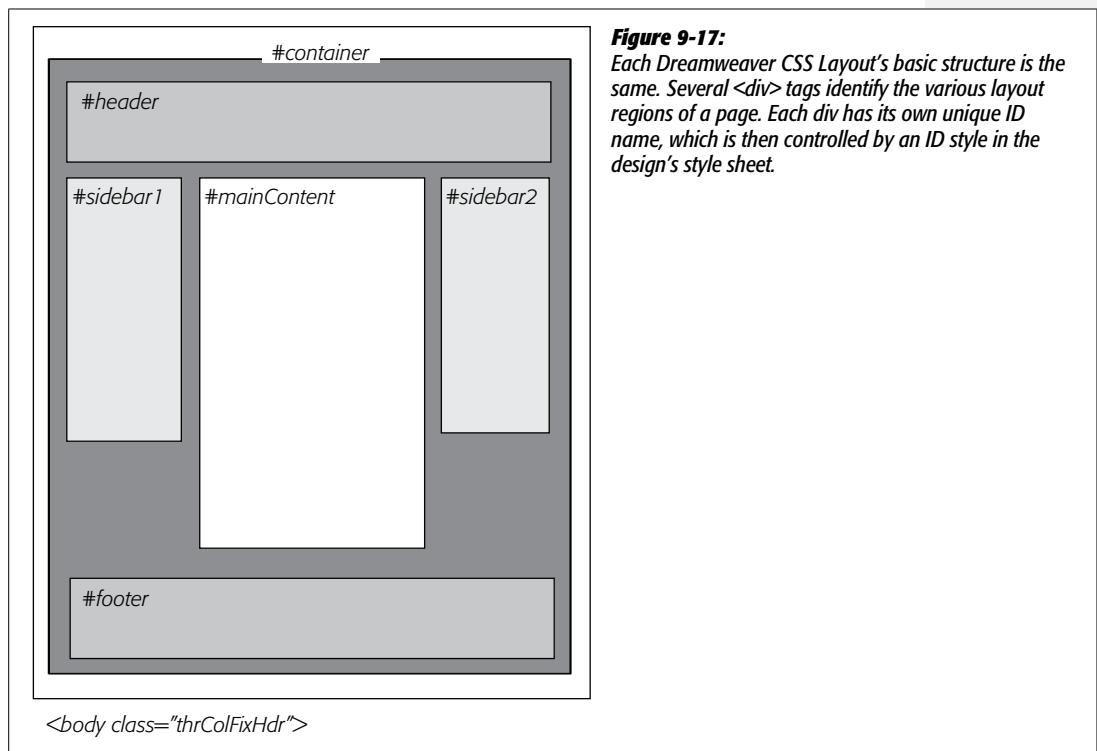 #container
#header
#sidebar1
#mainContent
#sidebar2
#footer
<body class="thrColFixHdr">
Figure 9-17:
Each Dreamweaver CSS Layout's basic structure is the
same. Several <div> tags identify the various layout
regions of a page. Each div has its own unique ID
name, which is then controlled by an ID style in the
design's style sheet.